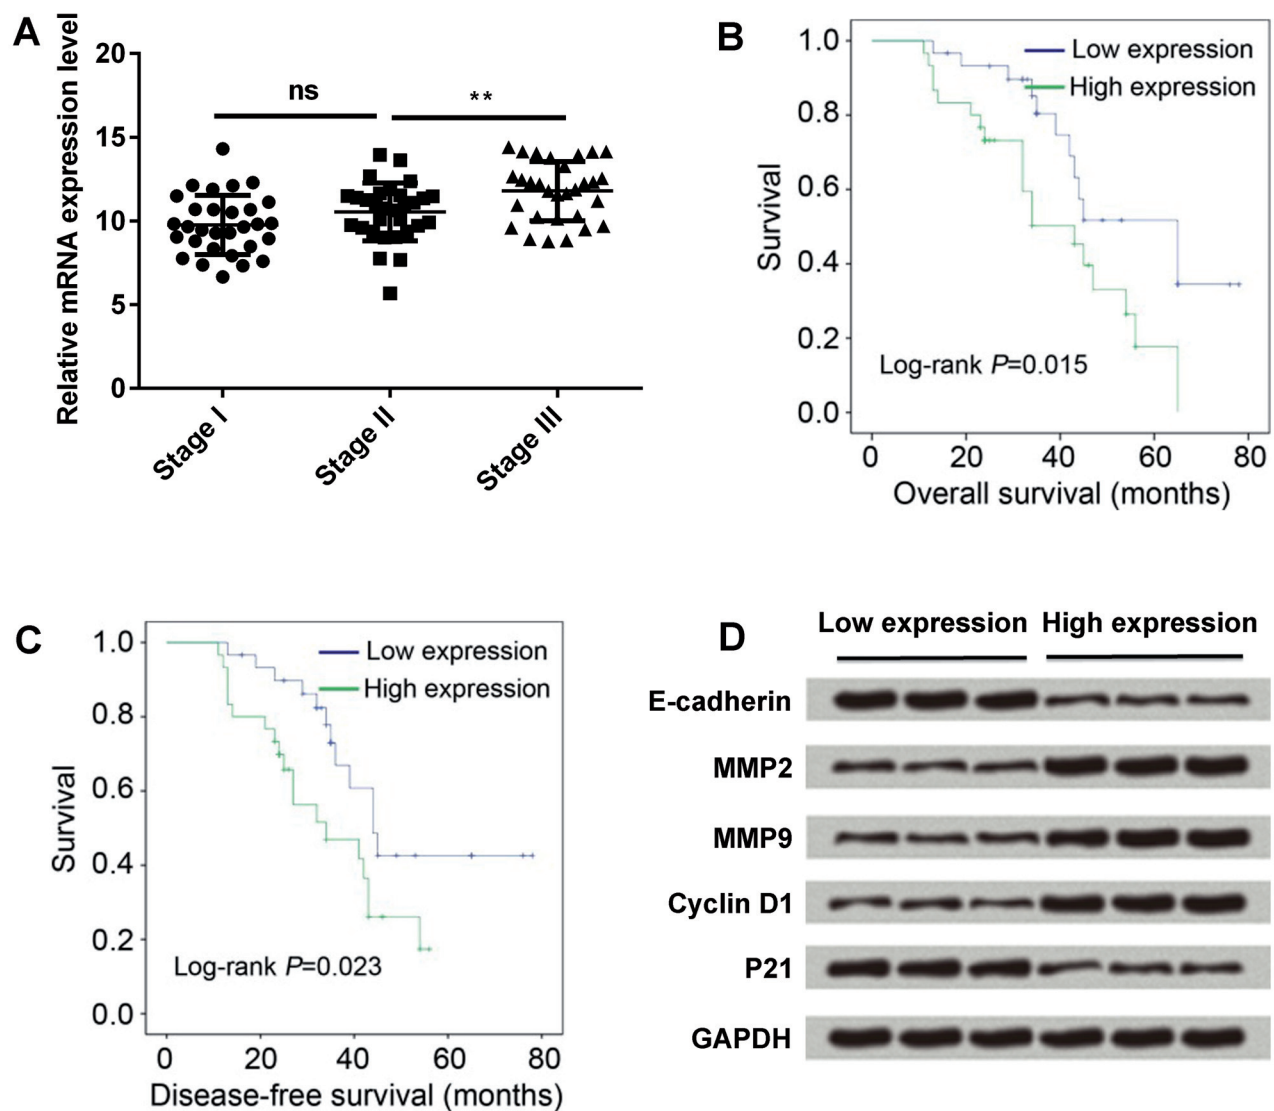 A
Relative mRNA expression level
20
15
10
5
0
ns
**
Stage I
Stage II
Stage III
B
Survival
1.0
0.8
0.6
0.4
0.2
0.0
Low expression
High expression
Log-rank P=0.015
0 20 40 60 80
Overall survival (months)
C
Survival
1.0
0.8
0.6
0.4
0.2
0.0
Low expression
High expression
Log-rank P=0.023
0 20 40 60 80
Disease-free survival (months)
D
Low expression High expression
E-cadherin
MMP2
MMP9
Cyclin D1
P21
GAPDH